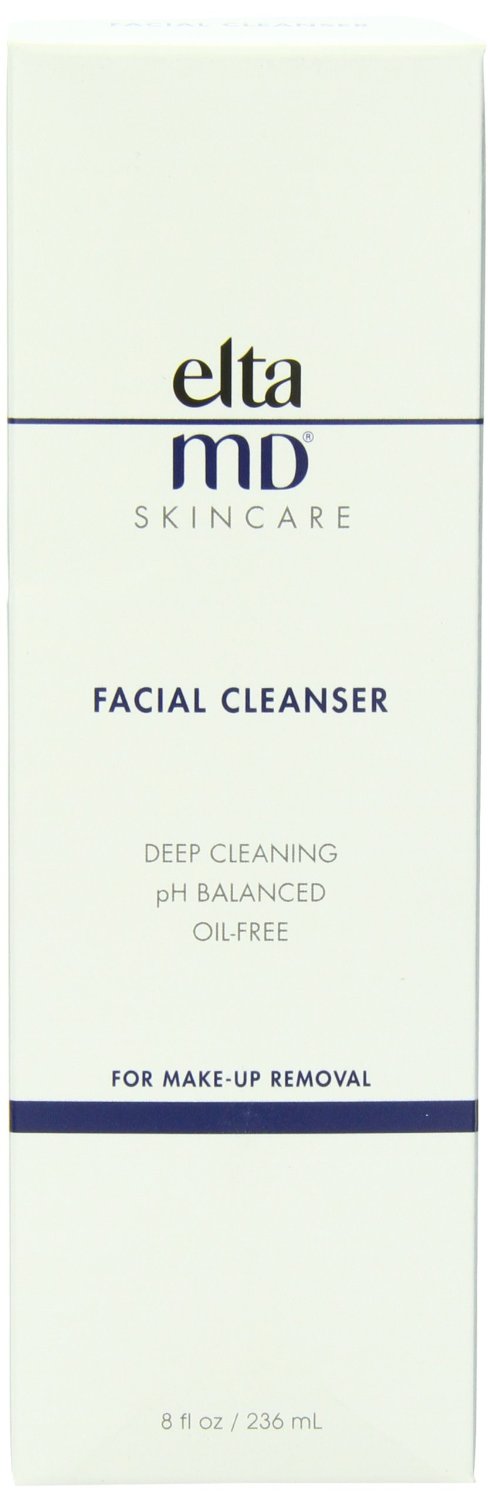 FACIAL CLEANSER
elta
MD®
SKINCARE
FACIAL CLEANSER
DEEP CLEANING
pH BALANCED
OIL-FREE
FOR MAKE-UP REMOVAL
8 fl oz / 236 mL